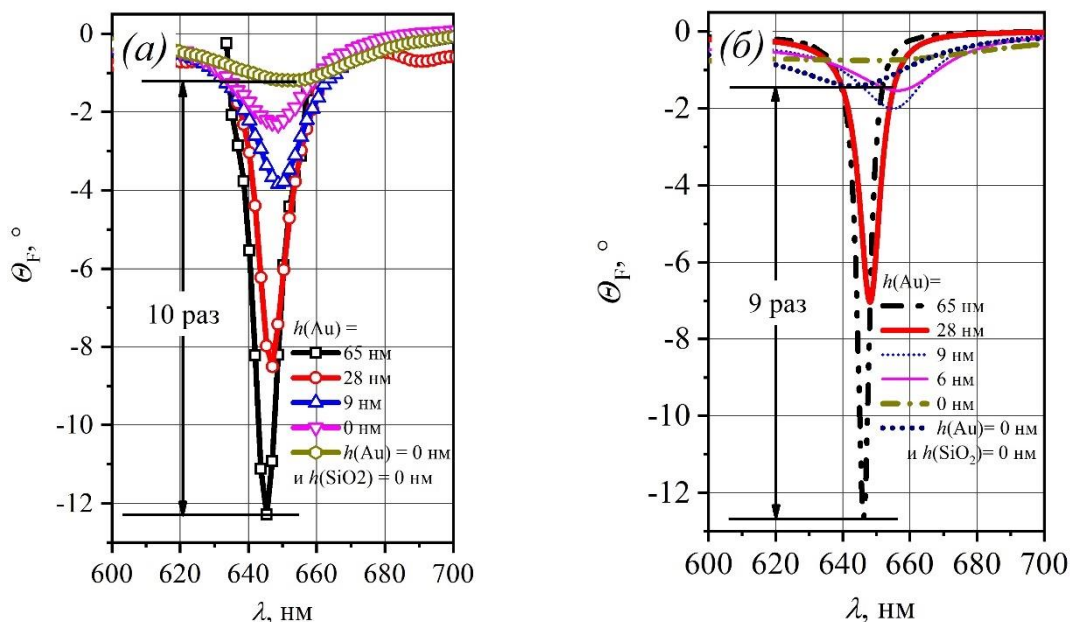 (а)
0
-2
-4
-6
-8
-10
-12
Θ_F, °
10 раз
h(Au) =
65 нм
28 нм
9 нм
0 нм
h(Au) = 0 нм
и h(SiO2) = 0 нм
600 620 640 660 680 700
λ, нм
(б)
0
-2
-4
-6
-8
-10
-12
Θ_F, °
9 раз
h(Au)=
65 нм
28 нм
9 нм
6 нм
0 нм
h(Au)= 0 нм
и h(SiO₂)= 0 нм
600 620 640 660 680 700
λ, нм